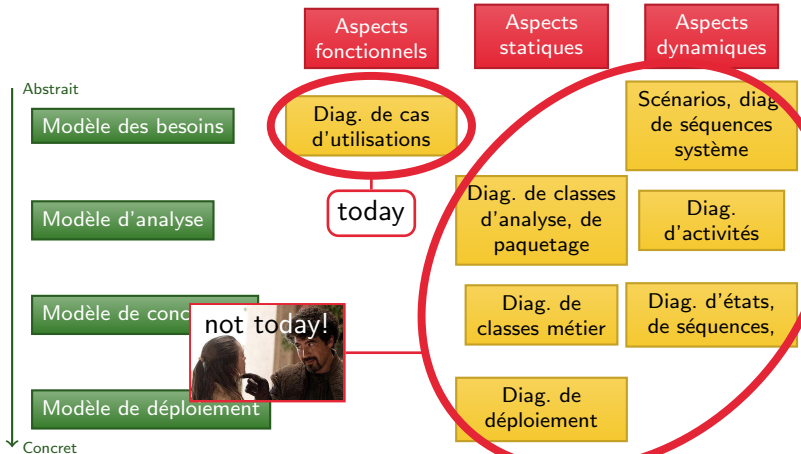 Aspects
fonctionnels
Aspects
statiques
Aspects
dynamiques
Abstrait
Modèle des besoins
Diag. de cas
d'utilisations
Scénarios, diag.
de séquences
système
today
Modèle d'analyse
Diag. de classes
d'analyse, de
paquetage
Diag.
d'activités
Modèle de conc
not today!
Diag. de
classes métier
Diag. d'états,
de séquences,
Modèle de déploiement
Diag. de
déploiement
Concret